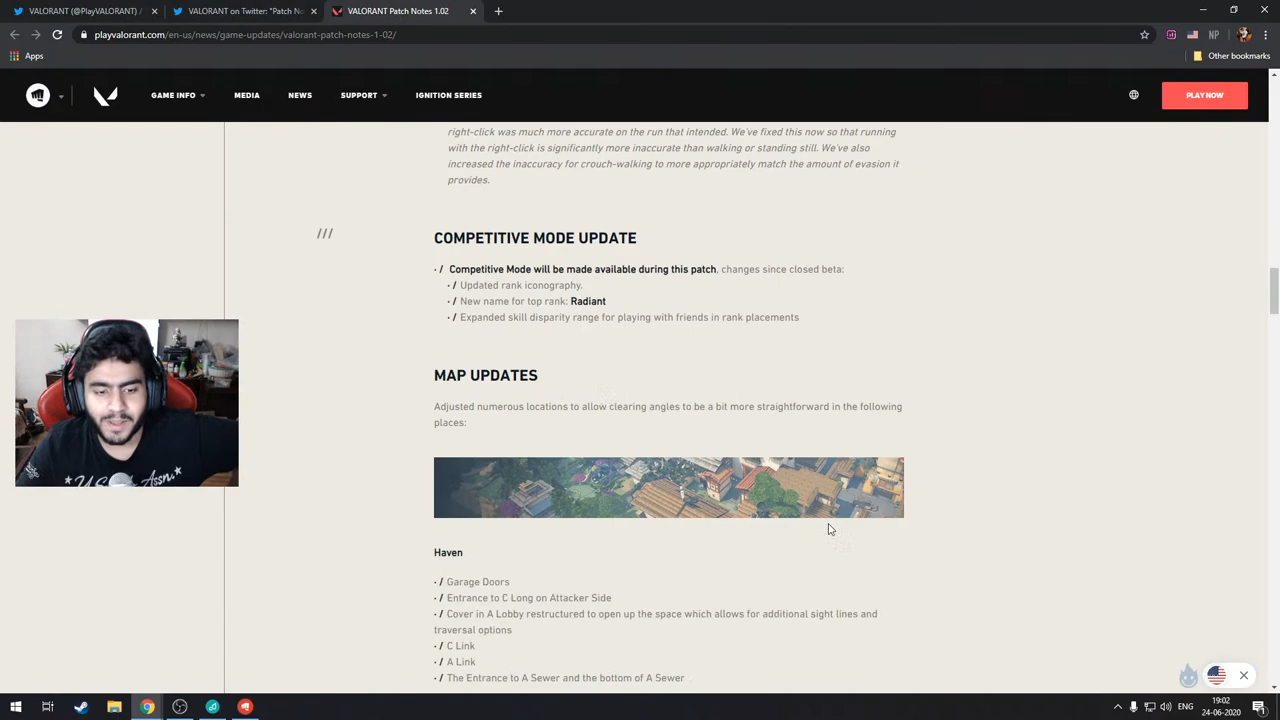 VALORANT (@PlayVALORANT) /
VALORANT on Twitter: "Patch No
VALORANT Patch Notes 1.02
playvalorant.com/en-us/news/game-updates/valorant-patch-notes-1-02/
NP
Apps
Other bookmarks
GAME INFO
MEDIA
NEWS
SUPPORT
IGNITION SERIES
PLAY NOW
right-click was much more accurate on the run that intended. We've fixed this now so that running
with the right-click is significantly more inaccurate than walking or standing still. We've also
increased the inaccuracy for crouch-walking to more appropriately match the amount of evasion it
provides.
///
COMPETITIVE MODE UPDATE
· / Competitive Mode will be made available during this patch, changes since closed beta:
· / Updated rank iconography.
· / New name for top rank: Radiant
· / Expanded skill disparity range for playing with friends in rank placements
MAP UPDATES
Adjusted numerous locations to allow clearing angles to be a bit more straightforward in the following
places:
Haven
· / Garage Doors
· / Entrance to C Long on Attacker Side
· / Cover in A Lobby restructured to open up the space which allows for additional sight lines and
traversal options
· / C Link
· / A Link
· / The Entrance to A Sewer and the bottom of A Sewer
ENG
19:02
24-06-2020